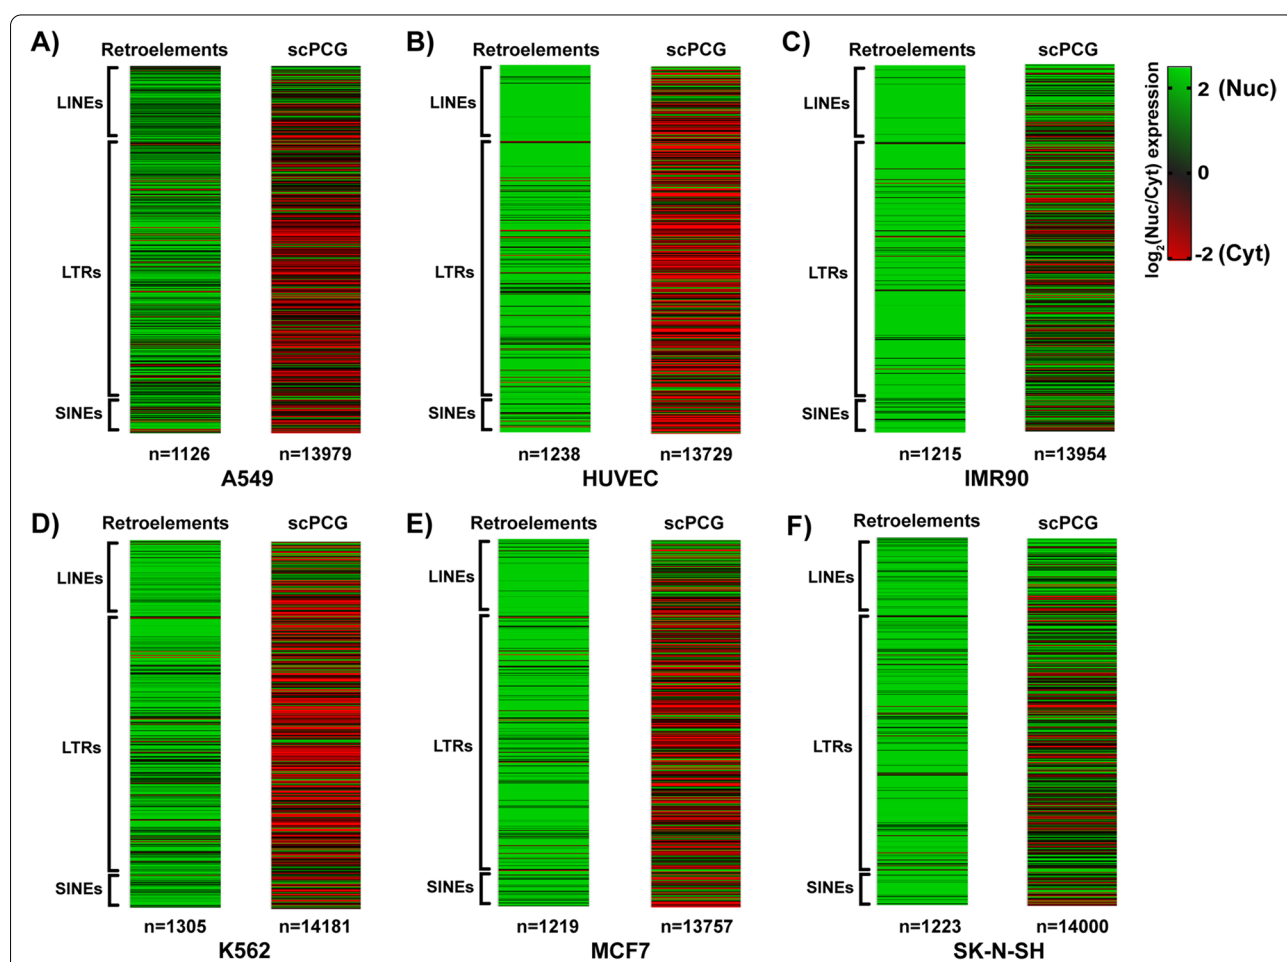 A)
Retroelements
scPCG
LINEs
LTRs
SINEs
n=1126
n=13979
A549
B)
Retroelements
scPCG
LINEs
LTRs
SINEs
n=1238
n=13729
HUVEC
C)
Retroelements
scPCG
LINEs
LTRs
SINEs
n=1215
n=13954
IMR90
log2(Nuc/Cyt) expression
2 (Nuc)
0
-2 (Cyt)
D)
Retroelements
scPCG
LINEs
LTRs
SINEs
n=1305
n=14181
K562
E)
Retroelements
scPCG
LINEs
LTRs
SINEs
n=1219
n=13757
MCF7
F)
Retroelements
scPCG
LINEs
LTRs
SINEs
n=1223
n=14000
SK-N-SH